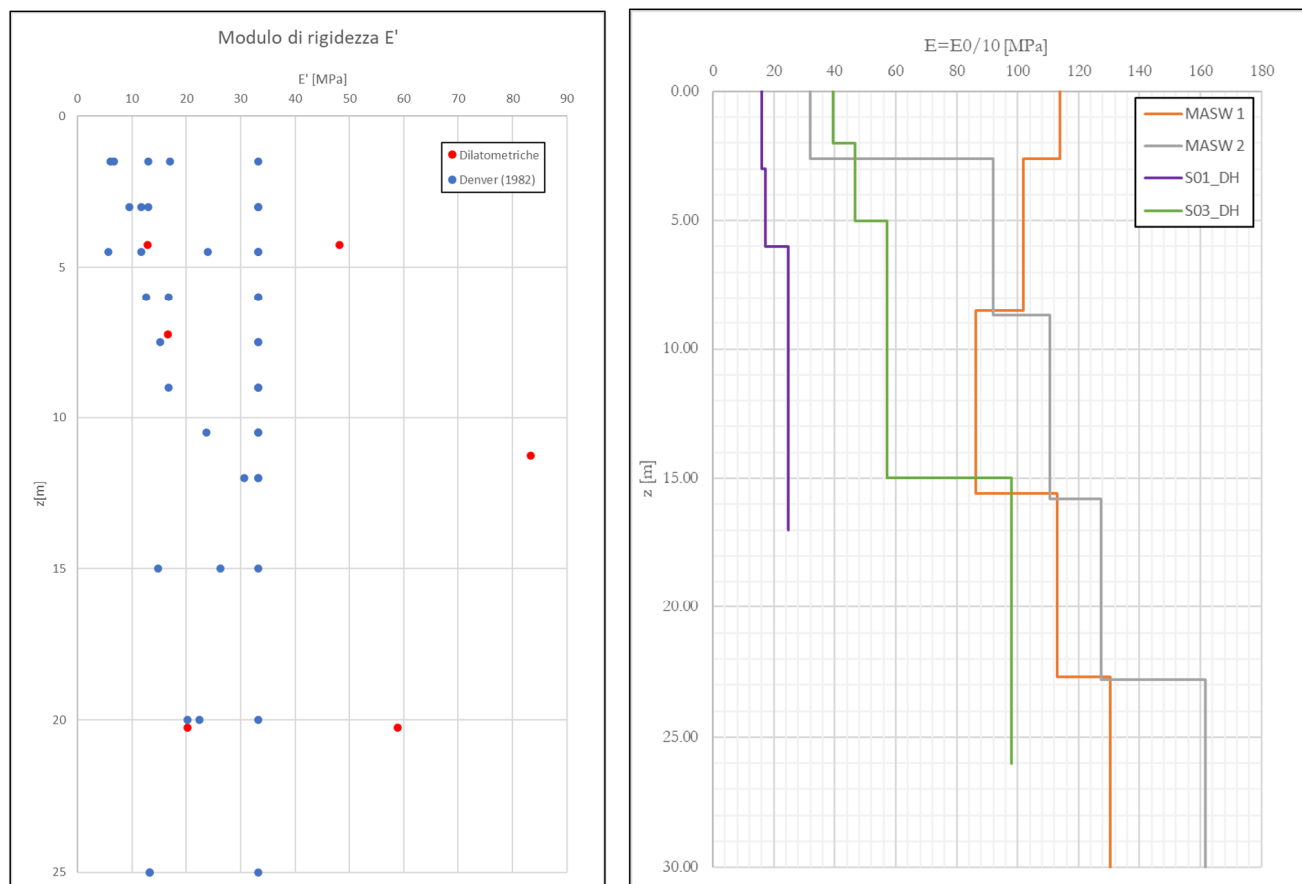 Modulo di rigidezza E'
E' [MPa]
0 10 20 30 40 50 60 70 80 90
0
5
10
15
20
25
z[m]
Dilatometriche
Denver (1982)
E=E0/10 [MPa]
0 20 40 60 80 100 120 140 160 180
0.00
5.00
10.00
15.00
20.00
25.00
30.00
z [m]
MASW 1
MASW 2
S01_DH
S03_DH